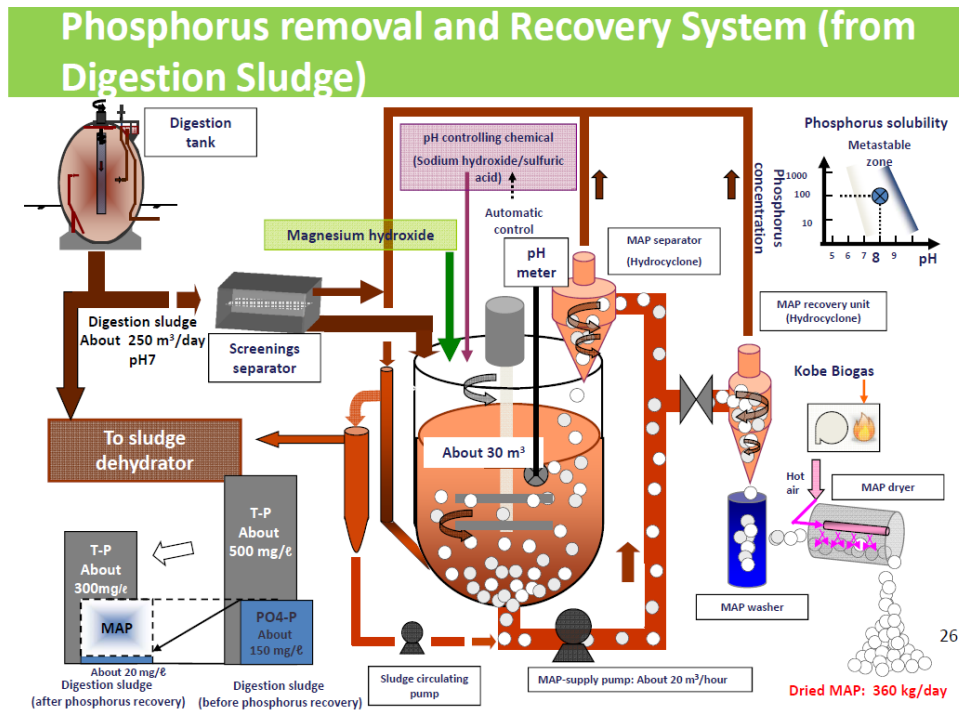 Phosphorus removal and Recovery System (from
Digestion Sludge)
Digestion
tank
pH controlling chemical
(Sodium hydroxide/sulfuric
acid)
Automatic
control
Magnesium hydroxide
pH
meter
MAP separator
(Hydrocyclone)
Phosphorus solubility
Metastable
zone
Phosphorus
concentration
1000
100
10
5 6 7 8 9
pH
MAP recovery unit
(Hydrocyclone)
Digestion sludge
About 250 m³/day
pH7
Screenings
separator
Kobe Biogas
To sludge
dehydrator
About 30 m³
Hot
air
MAP dryer
T-P
About
500 mg/ℓ
T-P
About
300mg/ℓ
MAP
PO4-P
About
150 mg/ℓ
About 20 mg/ℓ
Digestion sludge
(after phosphorus recovery)
Digestion sludge
(before phosphorus recovery)
Sludge circulating
pump
MAP-supply pump: About 20 m³/hour
MAP washer
Dried MAP: 360 kg/day
26